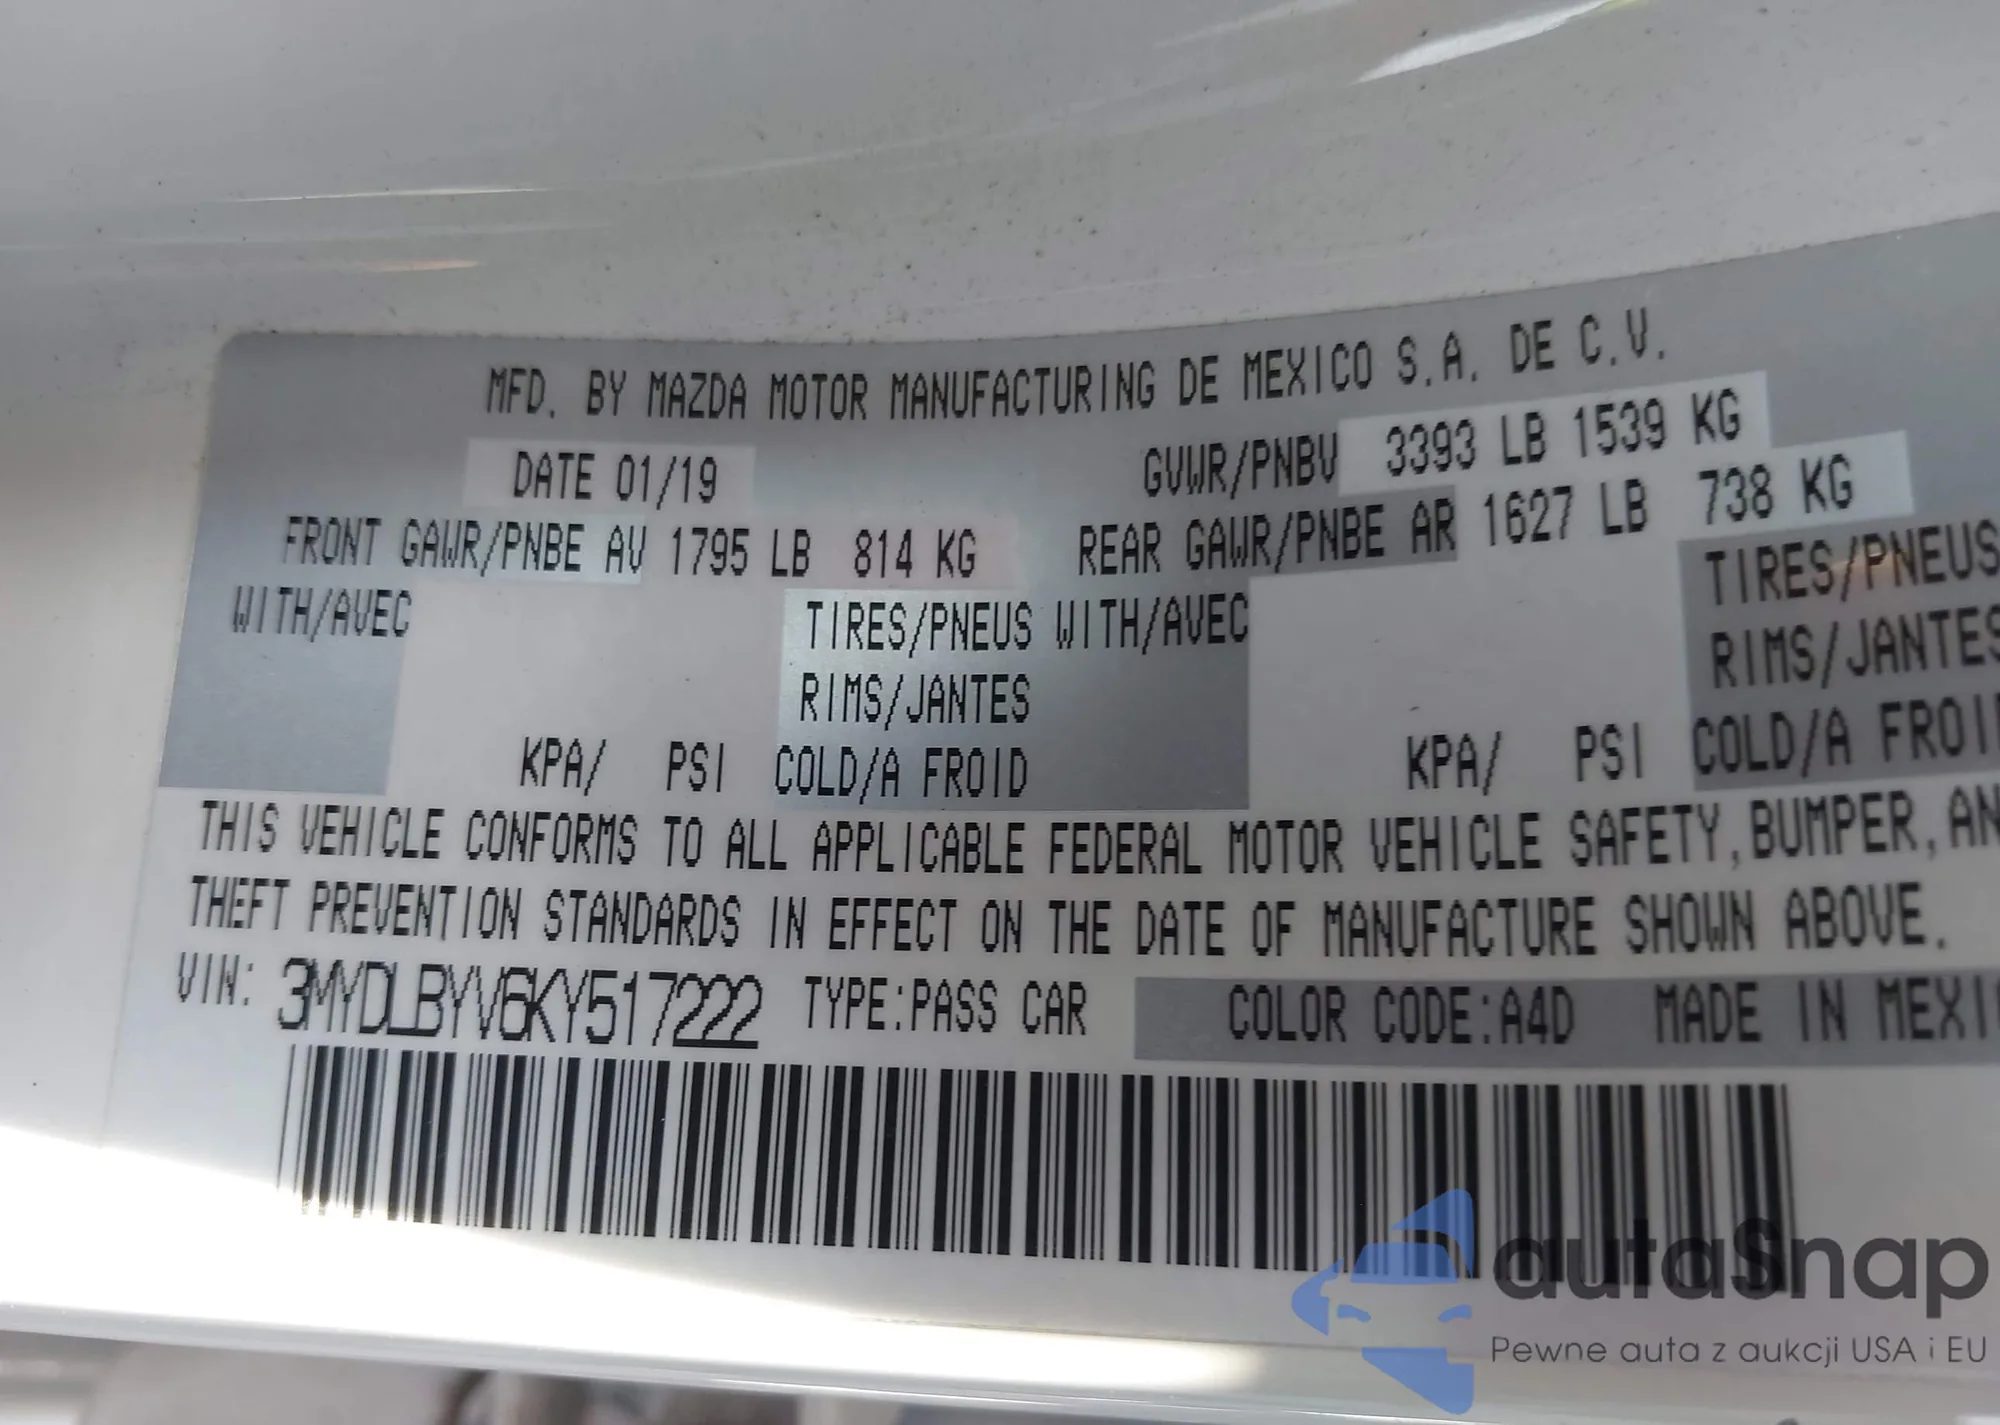 MFD. BY MAZDA MOTOR MANUFACTURING DE MEXICO S.A. DE C.V.
DATE 01/19 GVWR/PNBV 3393 LB 1539 KG
FRONT GAWR/PNBE AV 1795 LB 814 KG REAR GAWR/PNBE AR 1627 LB 738 KG
WITH/AVEC TIRES/PNEUS WITH/AVEC TIRES/PNEUS
RIMS/JANTES RIMS/JANTES
KPA/ PSI COLD/A FROID KPA/ PSI COLD/A FROI
THIS VEHICLE CONFORMS TO ALL APPLICABLE FEDERAL MOTOR VEHICLE SAFETY, BUMPER, AN
THEFT PREVENTION STANDARDS IN EFFECT ON THE DATE OF MANUFACTURE SHOWN ABOVE.
VIN: 3MYDLBYV6KY517222 TYPE:PASS CAR COLOR CODE:A4D MADE IN MEXI
autaSnap
Pewne auta z aukcji USA i EU